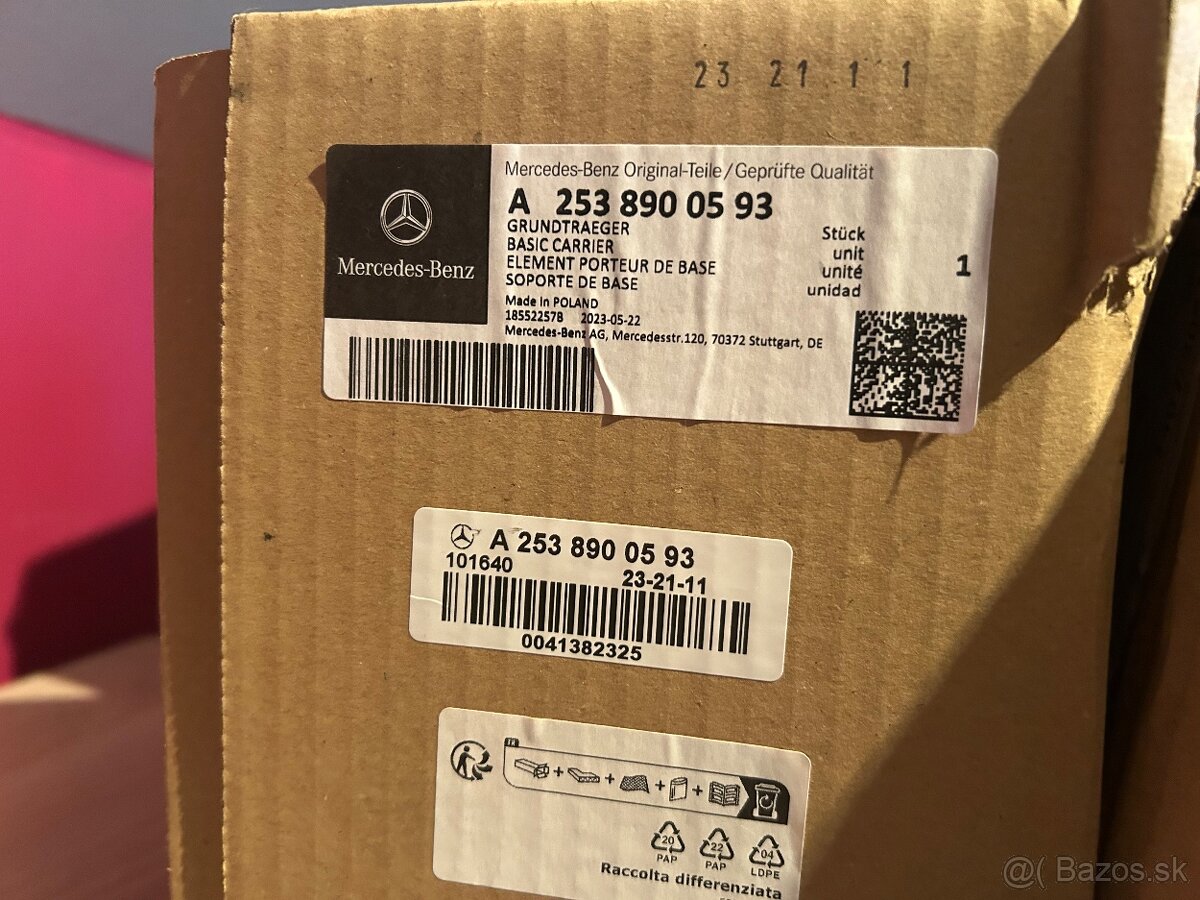 23 21 1 1
Mercedes-Benz Original-Teile/Geprüfte Qualität
A 253 890 05 93
GRUNDTRAEGER
BASIC CARRIER
ELEMENT PORTEUR DE BASE
SOPORTE DE BASE
Stück
unit
unité
unidad
1
Made in POLAND
18552257B 2023-05-22
Mercedes-Benz AG, Mercedesstr.120, 70372 Stuttgart, DE
Mercedes-Benz
A 253 890 05 93
101640 23-21-11
0041382325
FR
+ + + +
20 22 04
PAP PAP LDPE
Raccolta differenziata
@( Bazos.sk